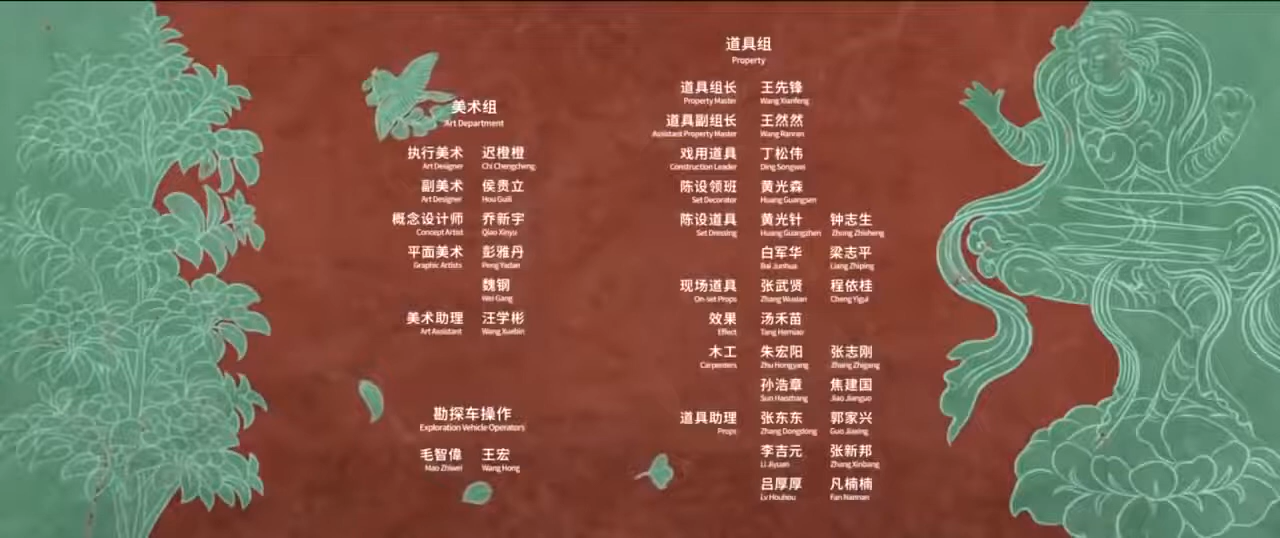 美术组
Art Department
执行美术 迟橙橙
Art Designer Chi Chengcheng
副美术 侯贵立
Art Designer Hou Guili
概念设计师 乔新宇
Concept Artist Qiao Xinyu
平面美术 彭雅丹
Graphic Artists Peng Yadan
魏钢
Wei Gang
美术助理 汪学彬
Art Assistant Wang Xuebin
勘探车操作
Exploration Vehicle Operators
毛智偉 王宏
Mao Zhiwei Wang Hong
道具组
Property
道具组长 王先锋
Property Master Wang Xianfeng
道具副组长 王然然
Assistant Property Master Wang Ranran
戏用道具 丁松伟
Construction Leader Ding Songwei
陈设领班 黄光森
Set Decorator Huang Guangsen
陈设道具 黄光针 钟志生
Set Dressing Huang Guangzhen Zhong Zhisheng
白军华 梁志平
Bai Junhua Liang Zhiping
现场道具 张武贤 程依桂
On-set Props Zhang Wuxian Cheng Yigui
效果 汤禾苗
Effect Tang Hemiao
木工 朱宏阳 张志刚
Carpenters Zhu Hongyang Zhang Zhigang
孙浩章 焦建国
Sun Haozhang Jiao Jianguo
道具助理 张东东 郭家兴
Props Zhang Dongdong Guo Jiaxing
李吉元 张新邦
Li Jiyuan Zhang Xinbang
吕厚厚 凡楠楠
Lv Houhou Fan Nannan